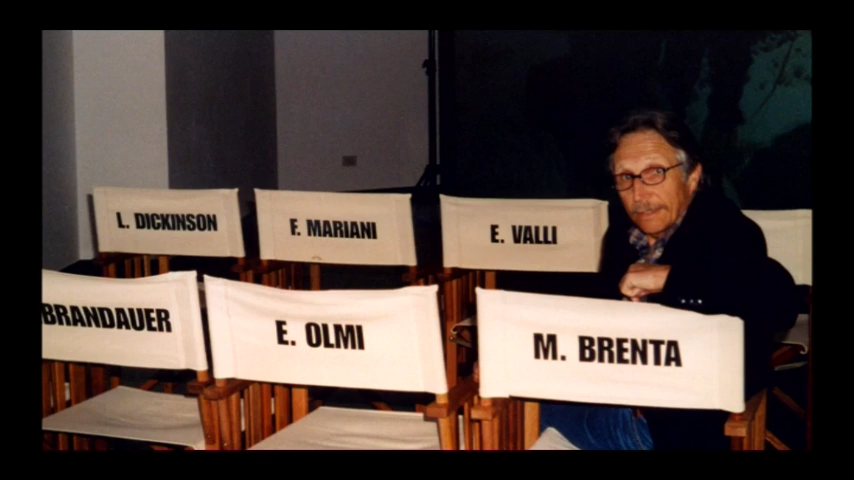 L. DICKINSON
F. MARIANI
E. VALLI
BRANDAUER
E. OLMI
M. BRENTA